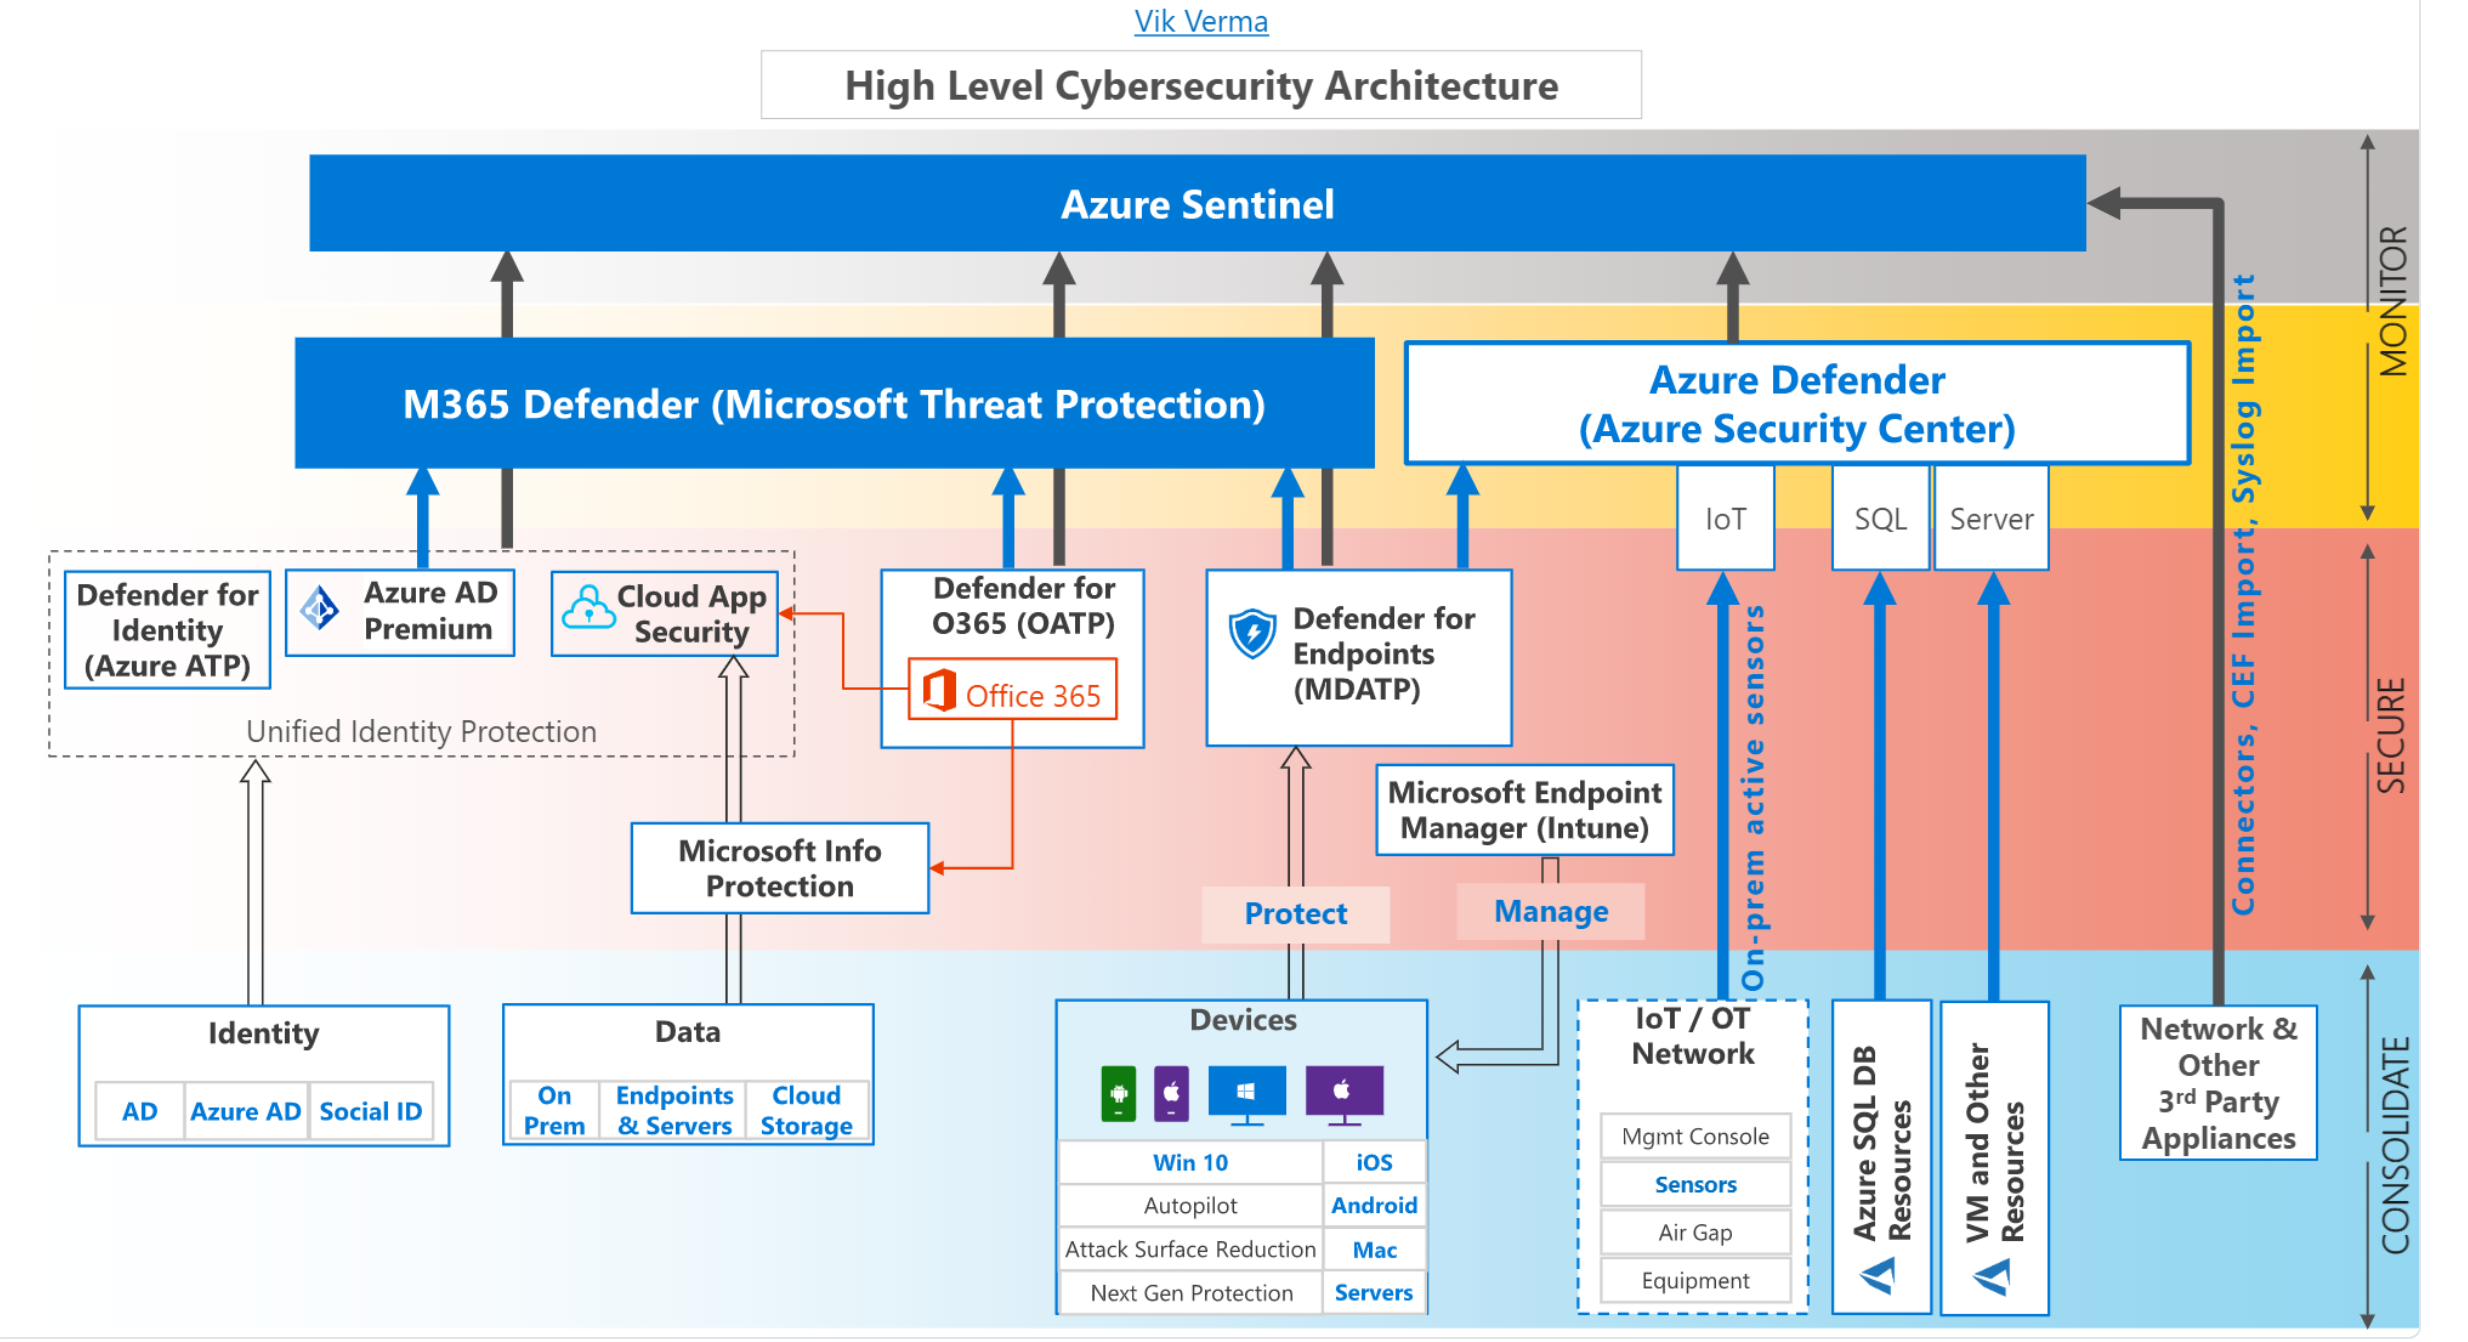 Vik Verma
High Level Cybersecurity Architecture
Azure Sentinel
MONITOR
M365 Defender (Microsoft Threat Protection)
Azure Defender
(Azure Security Center)
IoT
SQL
Server
Connectors, CEF Import, Syslog Import
Defender for
Identity
(Azure ATP)
Azure AD
Premium
Cloud App
Security
Unified Identity Protection
Defender for
O365 (OATP)
Office 365
Defender for
Endpoints
(MDATP)
On-prem active sensors
SECURE
Microsoft Endpoint
Manager (Intune)
Microsoft Info
Protection
Protect
Manage
Identity
AD
Azure AD
Social ID
Data
On
Prem
Endpoints
& Servers
Cloud
Storage
Devices
Win 10
iOS
Autopilot
Android
Attack Surface Reduction
Mac
Next Gen Protection
Servers
IoT / OT
Network
Mgmt Console
Sensors
Air Gap
Equipment
Azure SQL DB
Resources
VM and Other
Resources
Network &
Other
3rd Party
Appliances
CONSOLIDATE